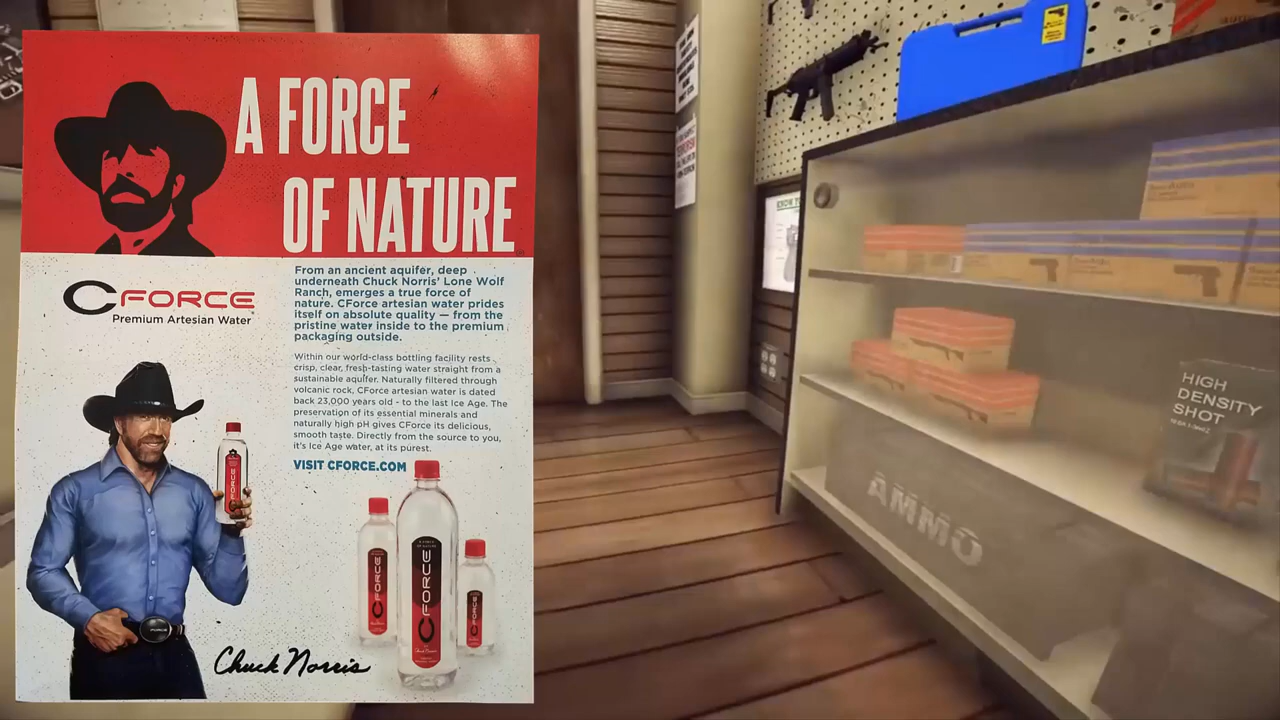 A FORCE
OF NATURE
CFORCE
Premium Artesian Water
From an ancient aquifer, deep
underneath Chuck Norris' Lone Wolf
Ranch, emerges a true force of
nature. CForce artesian water prides
itself on absolute quality — from the
pristine water inside to the premium
packaging outside.
Within our world-class bottling facility rests
crisp, clear, fresh-tasting water straight from a
sustainable aquifer. Naturally filtered through
volcanic rock, CForce artesian water is dated
back 23,000 years old - to the last Ice Age. The
preservation of its essential minerals and
naturally high pH gives CForce its delicious,
smooth taste. Directly from the source to you,
it's Ice Age water, at its purest.
VISIT CFORCE.COM
CFORCE
CFORCE
CFORCE
CFORCE
Chuck Norris
HIGH
DENSITY
SHOT
AMMO